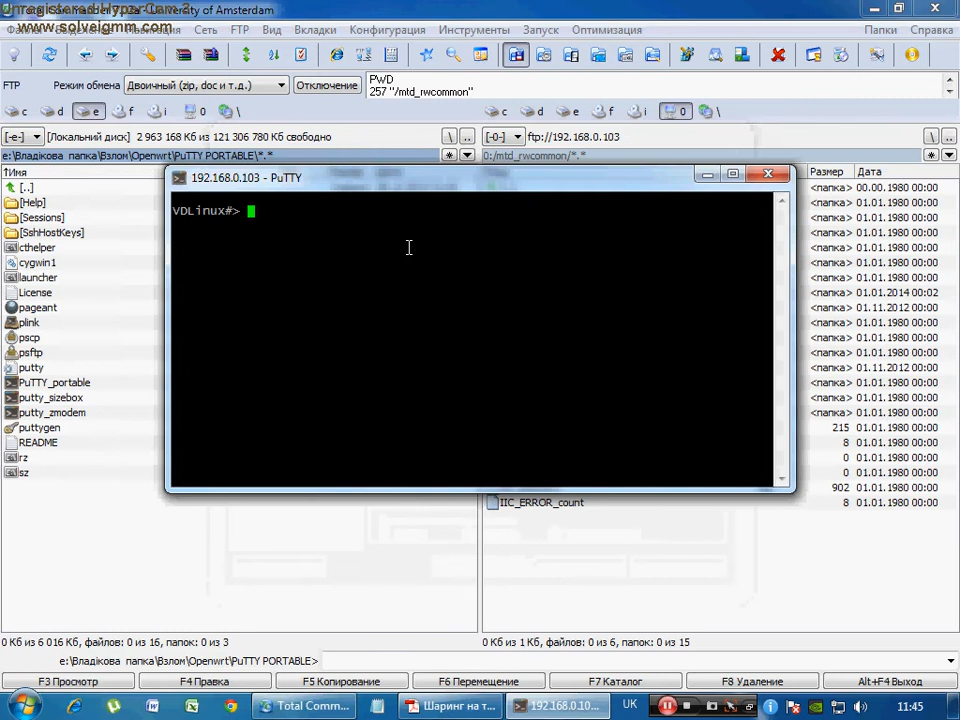 Unregistered HyperCam 2
University of Amsterdam
www.solveigmm.com
Сеть FTP Вид Вкладки Конфигурация Инструменты Запуск Оптимизация Папки Справка
FTP Режим обмена Двоичный (zip, doc и т.д.) Отключение
PWD
257 "/mtd_rwcommon"
c d e f i 0 \ c d e f i 0 \
[-e-] [Локальный диск] 2 963 168 Кб из 121 306 780 Кб свободно \ .. [-0-] ftp://192.168.0.103 \ ..
e:\Владікова папка\Взлом\Openwrt\PuTTY PORTABLE\*.* * 0:/mtd_rwcommon/*.* *
Имя Размер Дата
[..] <папка> 00.00.1980 00:00
[Help] <папка> 01.01.1980 00:00
[Sessions] <папка> 01.01.1980 00:00
[SshHostKeys] <папка> 01.01.1980 00:00
cthelper <папка> 01.01.1980 00:00
cygwin1 <папка> 01.01.1980 00:00
launcher <папка> 01.01.1980 00:00
License <папка> 01.01.2014 00:02
pageant <папка> 01.11.2012 00:00
plink <папка> 01.01.1980 00:00
pscp <папка> 01.01.1980 00:00
psftp <папка> 01.01.1980 00:00
putty <папка> 01.11.2012 00:00
PuTTY_portable <папка> 01.01.1980 00:00
putty_sizebox <папка> 01.01.1980 00:00
putty_zmodem <папка> 01.01.1980 00:00
puttygen 215 01.01.1980 00:00
README 8 01.01.1980 00:00
rz 0 01.01.1980 00:00
sz 0 01.01.1980 00:00
902 01.01.1980 00:00
IIC_ERROR_count 8 01.01.1980 00:00
192.168.0.103 - PuTTY
VDLinux#>
0 Кб из 6 016 Кб, файлов: 0 из 16, папок: 0 из 3 0 Кб из 1 Кб, файлов: 0 из 6, папок: 0 из 15
e:\Владікова папка\Взлом\Openwrt\PuTTY PORTABLE>
F3 Просмотр F4 Правка F5 Копирование F6 Перемещение F7 Каталог F8 Удаление Alt+F4 Выход
Total Comm... Шаринг на т... 192.168.0.10... UK 11:45